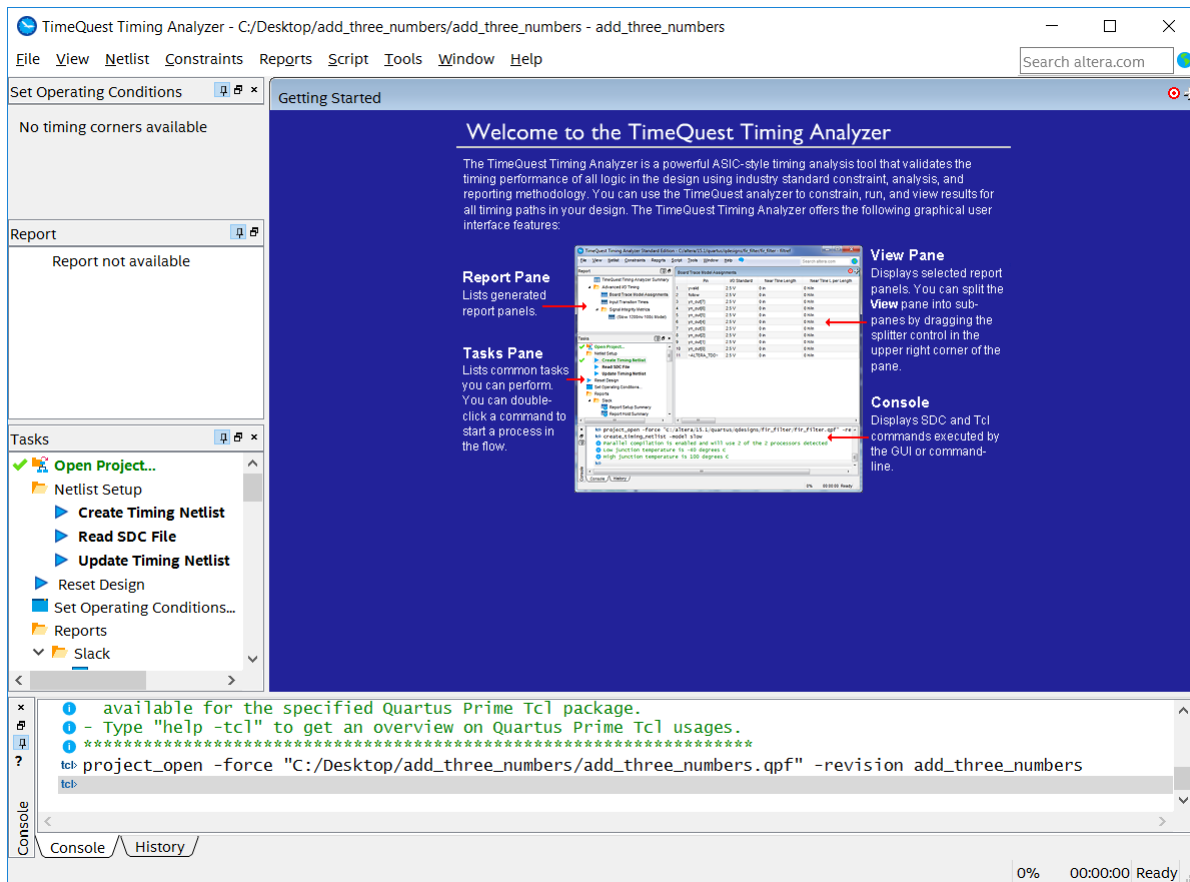 TimeQuest Timing Analyzer - C:/Desktop/add_three_numbers/add_three_numbers - add_three_numbers
File View Netlist Constraints Reports Script Tools Window Help
Search altera.com
Set Operating Conditions
No timing corners available
Report
Report not available
Tasks
Open Project...
Netlist Setup
Create Timing Netlist
Read SDC File
Update Timing Netlist
Reset Design
Set Operating Conditions...
Reports
Slack
Getting Started
Welcome to the TimeQuest Timing Analyzer
The TimeQuest Timing Analyzer is a powerful ASIC-style timing analysis tool that validates the
timing performance of all logic in the design using industry standard constraint, analysis, and
reporting methodology. You can use the TimeQuest analyzer to constrain, run, and view results for
all timing paths in your design. The TimeQuest Timing Analyzer offers the following graphical user
interface features:
Report Pane
Lists generated
report panels.
Tasks Pane
Lists common tasks
you can perform.
You can double-
click a command to
start a process in
the flow.
View Pane
Displays selected report
panels. You can split the
View pane into sub-
panes by dragging the
splitter control in the
upper right corner of the
pane.
Console
Displays SDC and Tcl
commands executed by
the GUI or command-
line.
available for the specified Quartus Prime Tcl package.
- Type "help -tcl" to get an overview on Quartus Prime Tcl usages.
*******************************************************************
tcl> project_open -force "C:/Desktop/add_three_numbers/add_three_numbers.qpf" -revision add_three_numbers
tcl>
Console
Console History
0% 00:00:00 Ready